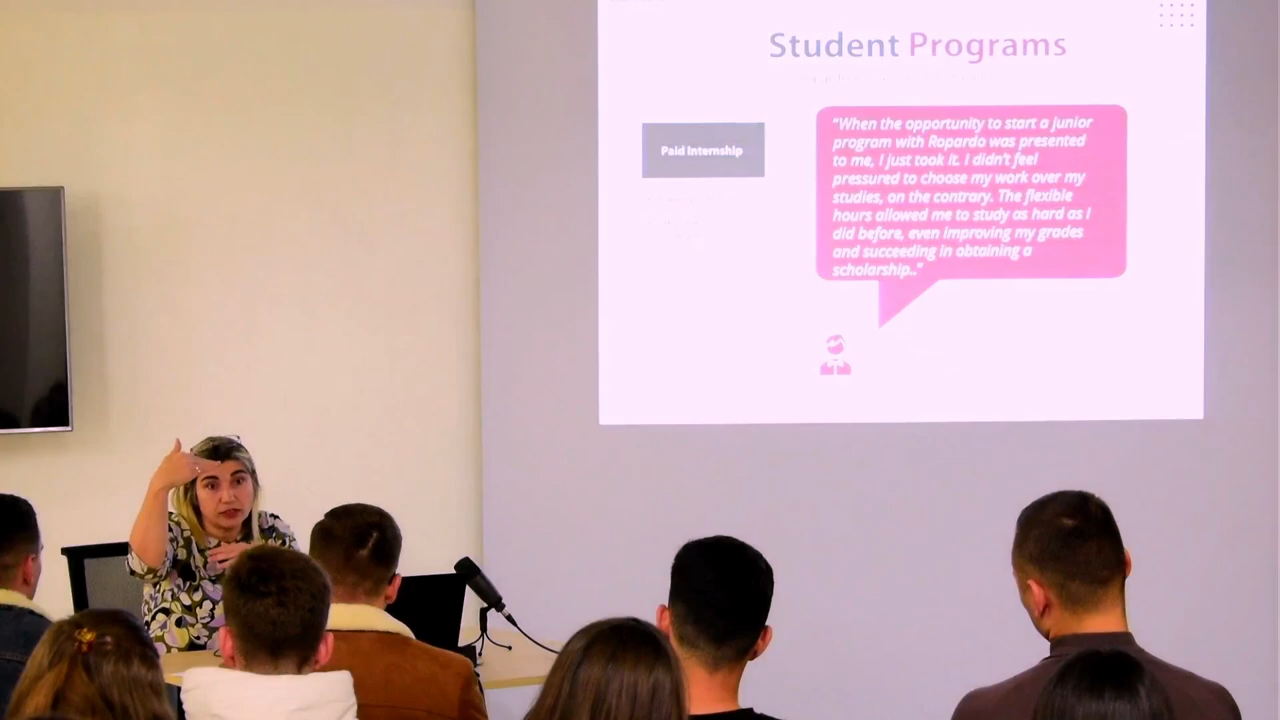 Student Programs
Paid Internship
"When the opportunity to start a junior
program with Ropardo was presented
to me, I just took it. I didn't feel
pressured to choose my work over my
studies, on the contrary. The flexible
hours allowed me to study as hard as I
did before, even improving my grades
and succeeding in obtaining a
scholarship.."